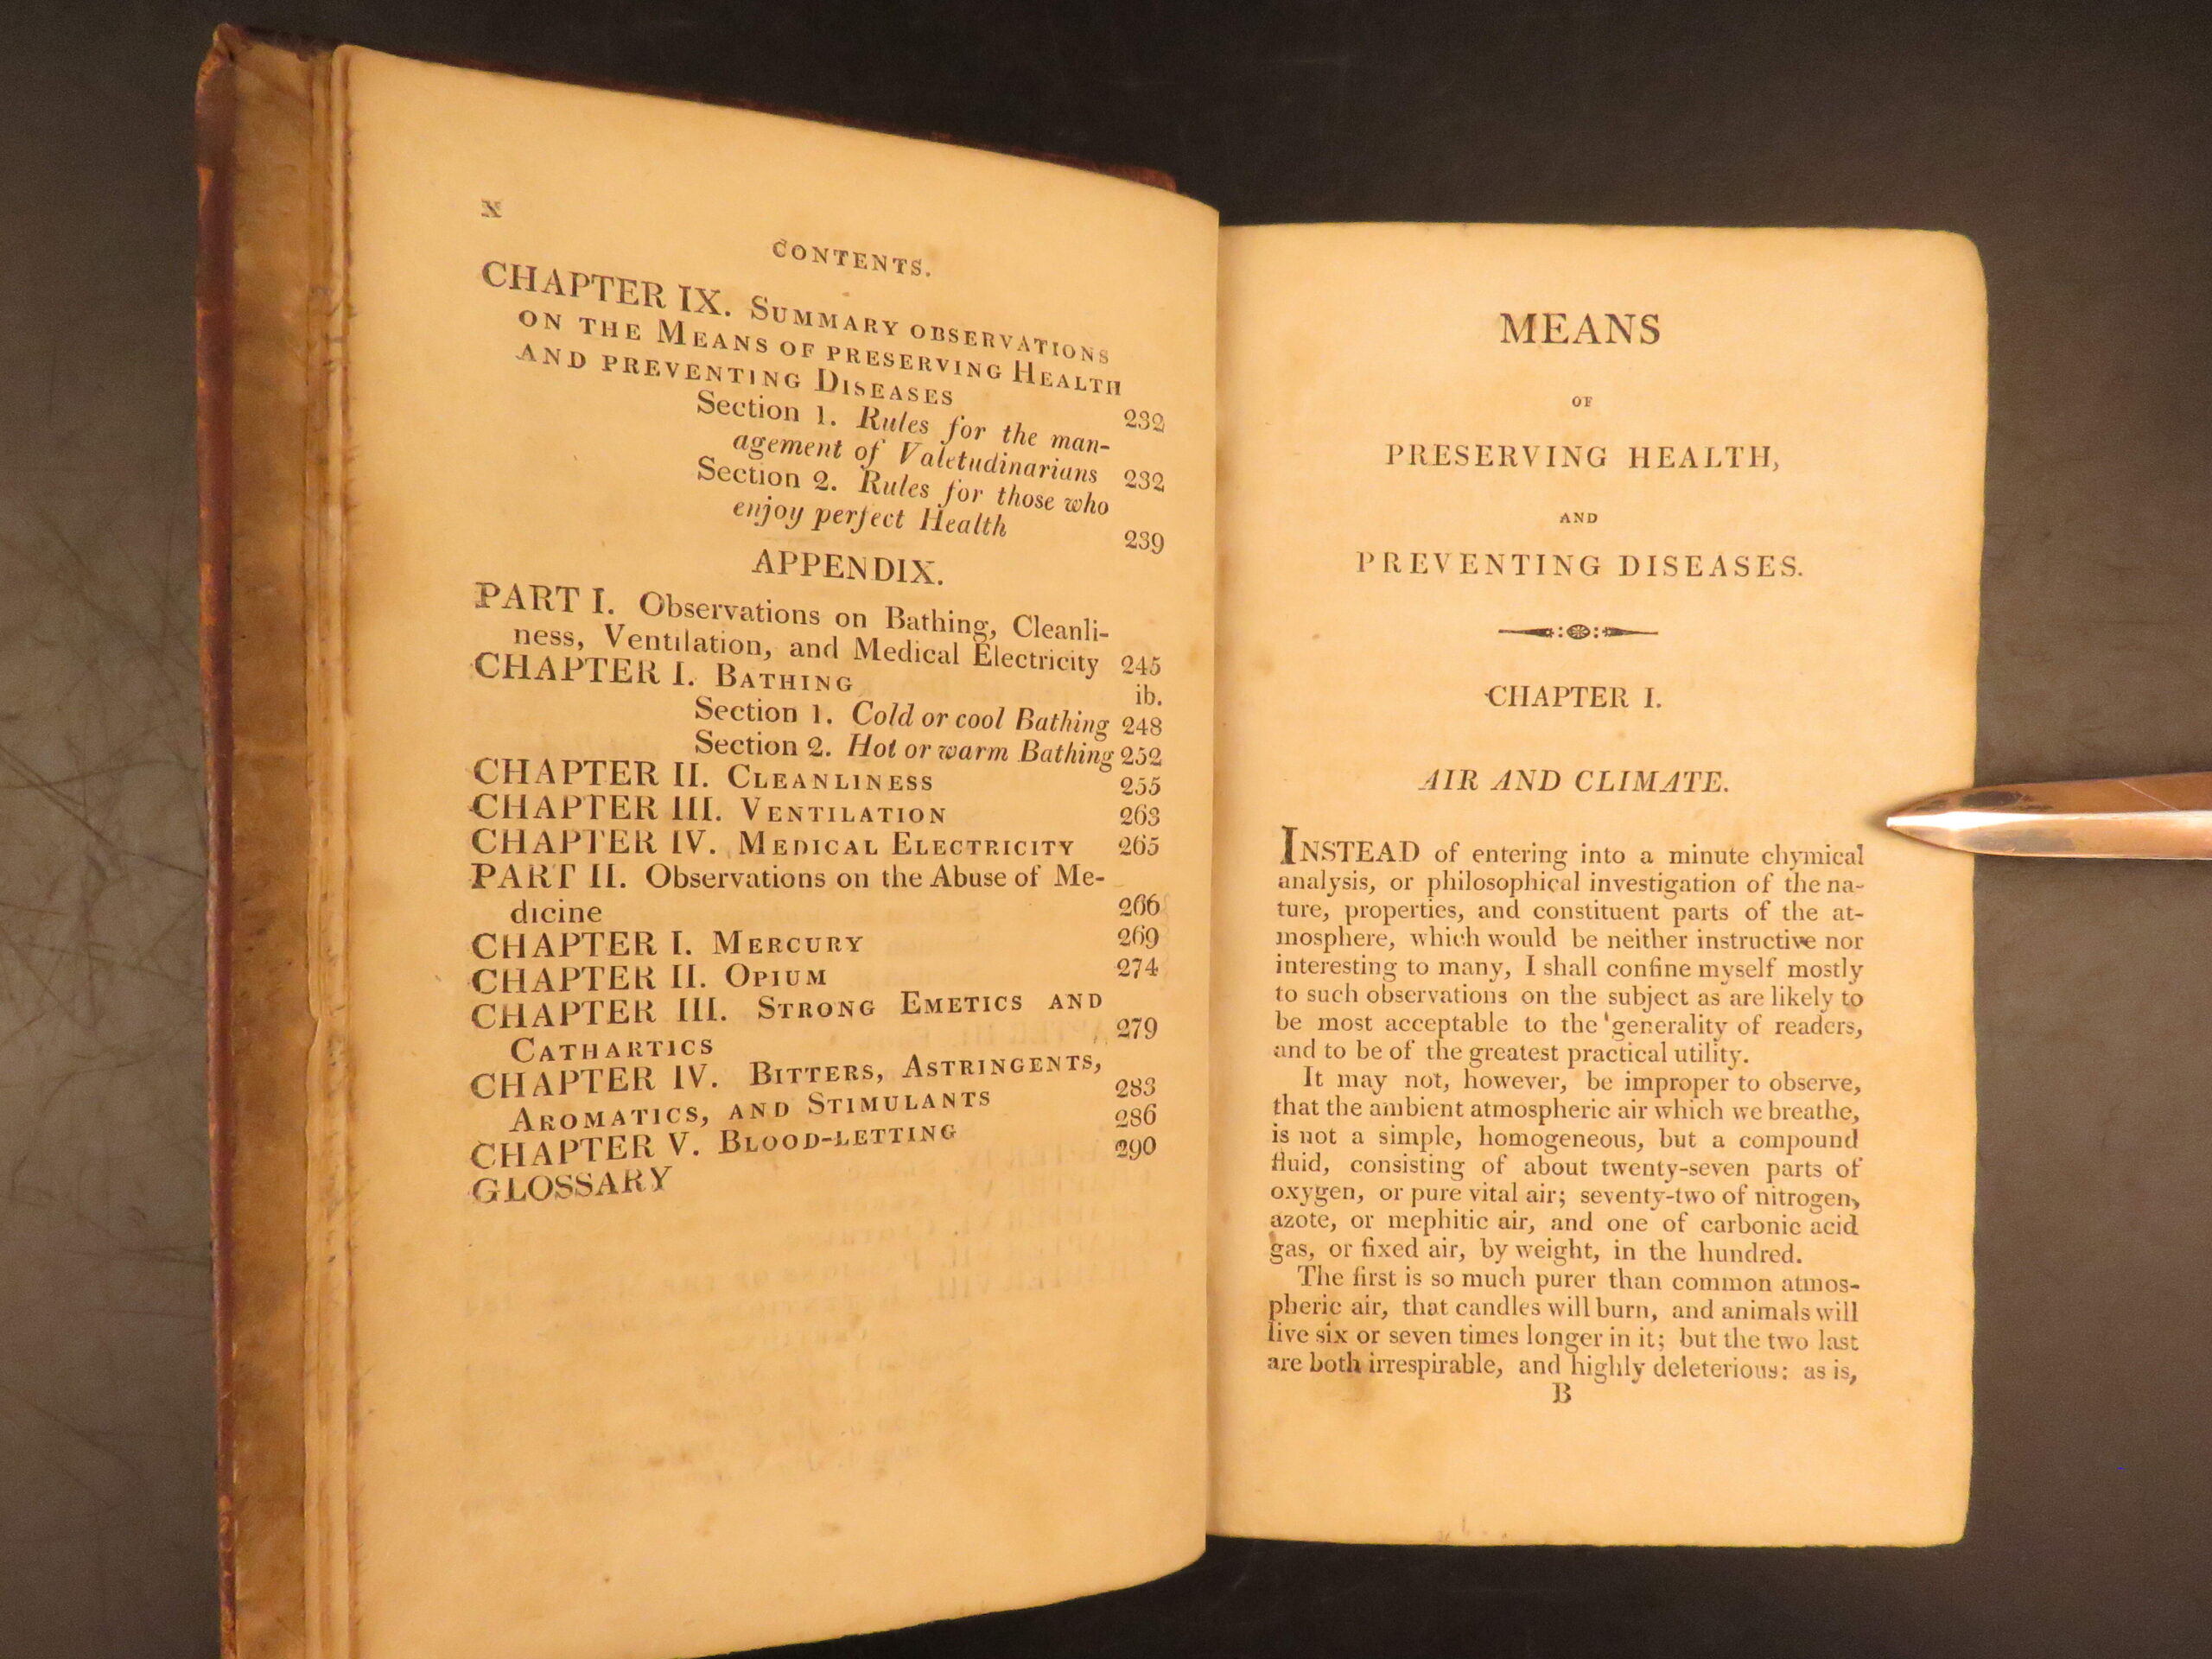 x
CONTENTS.
CHAPTER IX. SUMMARY OBSERVATIONS
ON THE MEANS OF PRESERVING HEALTH
AND PREVENTING DISEASES 232
Section 1. Rules for the man-
agement of Valetudinarians 232
Section 2. Rules for those who
enjoy perfect Health 239
APPENDIX.
PART I. Observations on Bathing, Cleanli-
ness, Ventilation, and Medical Electricity 245
CHAPTER I. BATHING ib.
Section 1. Cold or cool Bathing 248
Section 2. Hot or warm Bathing 252
CHAPTER II. CLEANLINESS 255
CHAPTER III. VENTILATION 263
CHAPTER IV. MEDICAL ELECTRICITY 265
PART II. Observations on the Abuse of Me-
dicine 266
CHAPTER I. MERCURY 269
CHAPTER II. OPIUM 274
CHAPTER III. STRONG EMETICS AND
CATHARTICS 279
CHAPTER IV. BITTERS, ASTRINGENTS,
AROMATICS, AND STIMULANTS 283
CHAPTER V. BLOOD-LETTING 286
GLOSSARY 290
MEANS
OF
PRESERVING HEALTH,
AND
PREVENTING DISEASES.
CHAPTER I.
AIR AND CLIMATE.
INSTEAD of entering into a minute chymical
analysis, or philosophical investigation of the na-
ture, properties, and constituent parts of the at-
mosphere, which would be neither instructive nor
interesting to many, I shall confine myself mostly
to such observations on the subject as are likely to
be most acceptable to the generality of readers,
and to be of the greatest practical utility.
It may not, however, be improper to observe,
that the ambient atmospheric air which we breathe,
is not a simple, homogeneous, but a compound
fluid, consisting of about twenty-seven parts of
oxygen, or pure vital air; seventy-two of nitrogen,
azote, or mephitic air, and one of carbonic acid
gas, or fixed air, by weight, in the hundred.
The first is so much purer than common atmos-
pheric air, that candles will burn, and animals will
live six or seven times longer in it; but the two last
are both irrespirable, and highly deleterious: as is,
B